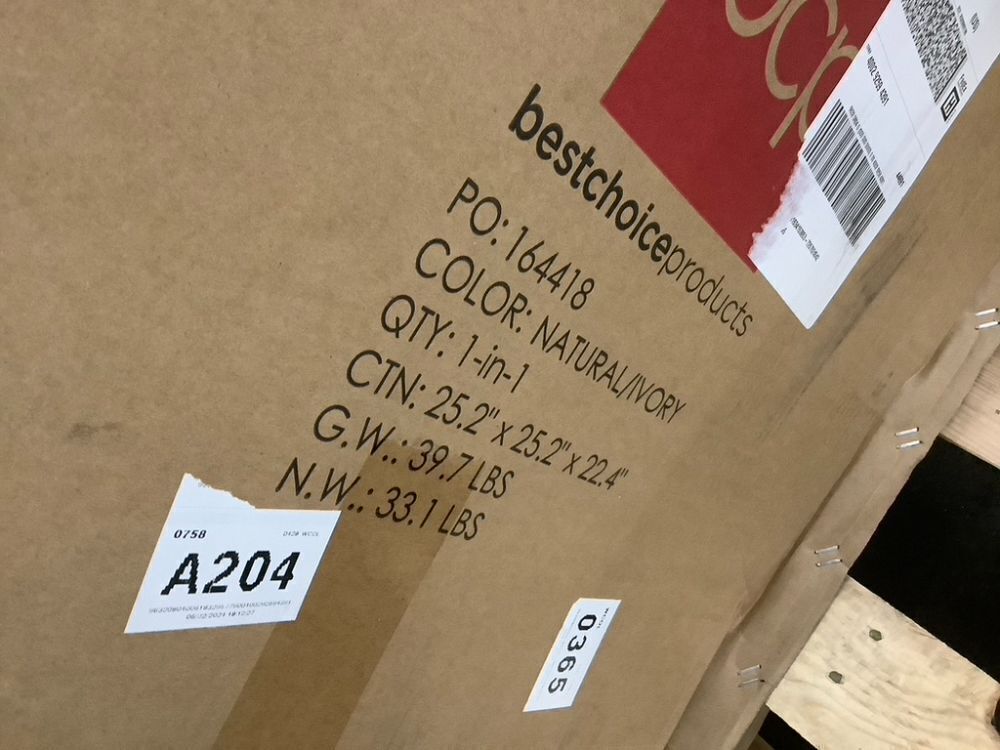 bcp
bestchoiceproducts
PO: 164418
COLOR: NATURAL/IVORY
QTY: 1-in-1
CTN: 25.2" x 25.2" x 22.4"
G.W.: 39.7 LBS
N.W.: 33.1 LBS
0758
A204
0365